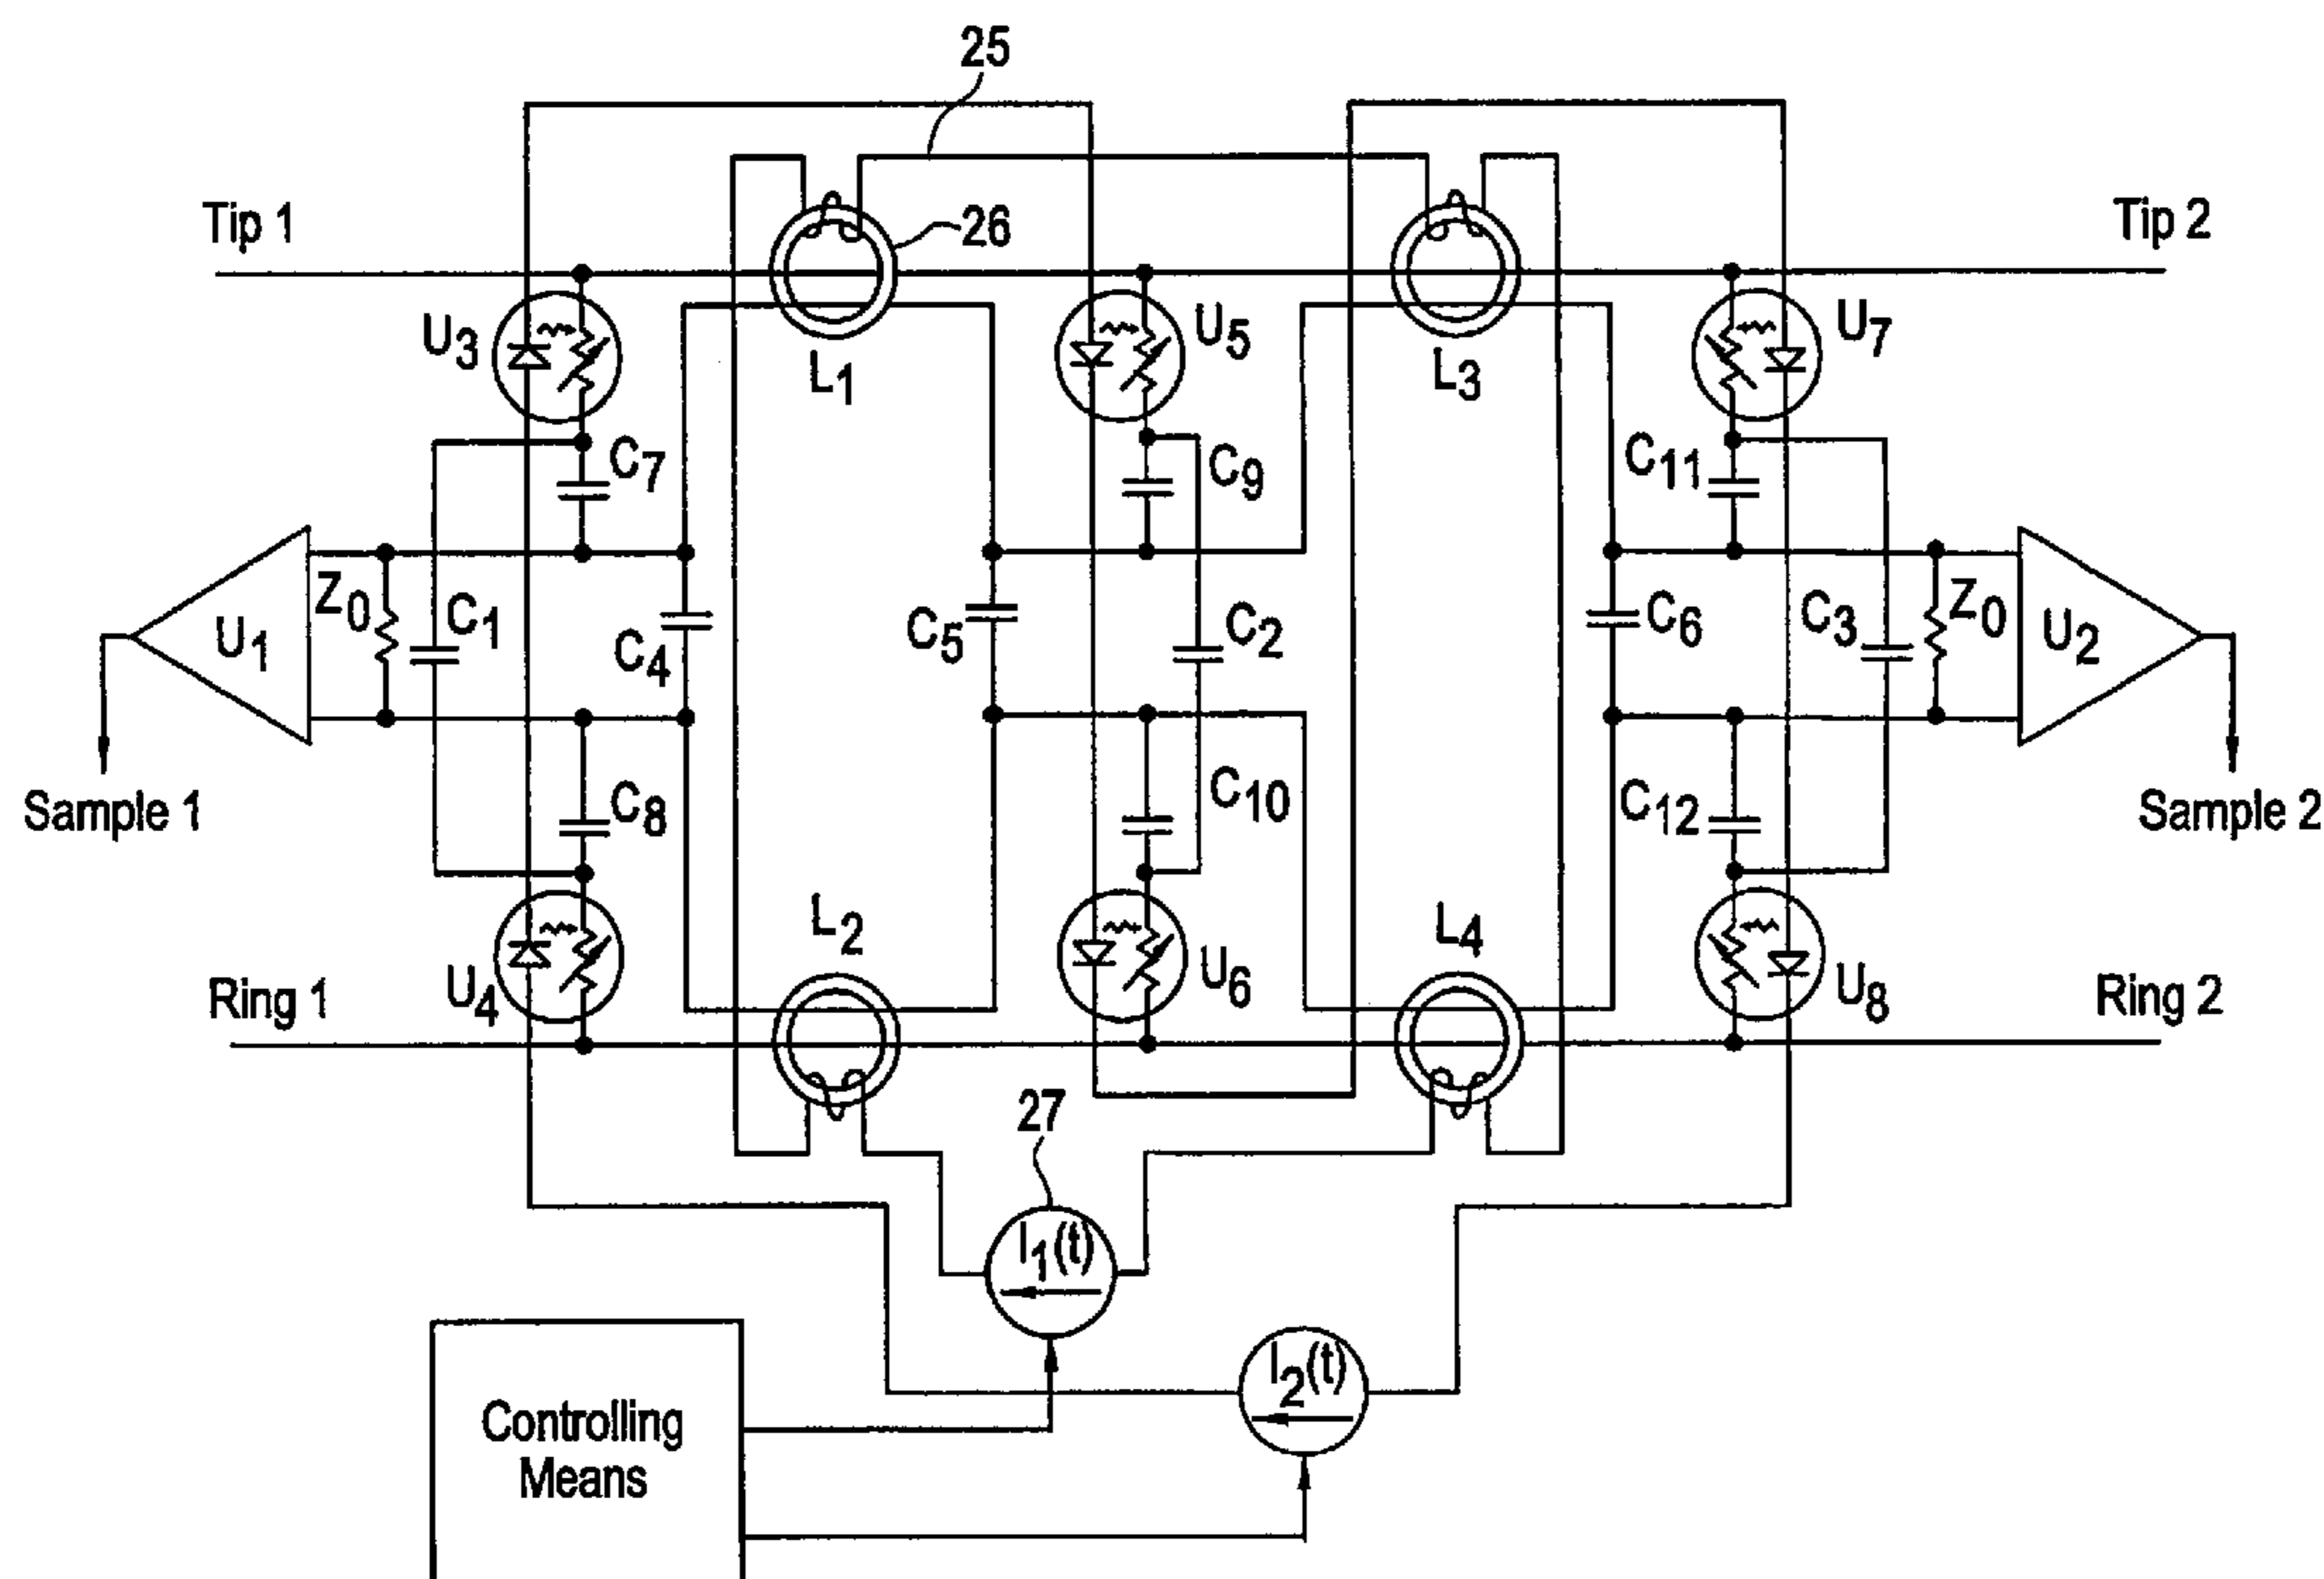 25
Tip 1
26
Tip 2
U3
L1
U5
L3
U7
C7
C9
C11
U1
Z0
C1
C4
C5
C2
C6
C3
Z0
U2
Sample 1
C8
C10
C12
Sample 2
L2
L4
Ring 1
U4
U6
U8
Ring 2
27
I1(t)
I2(t)
Controlling
Means